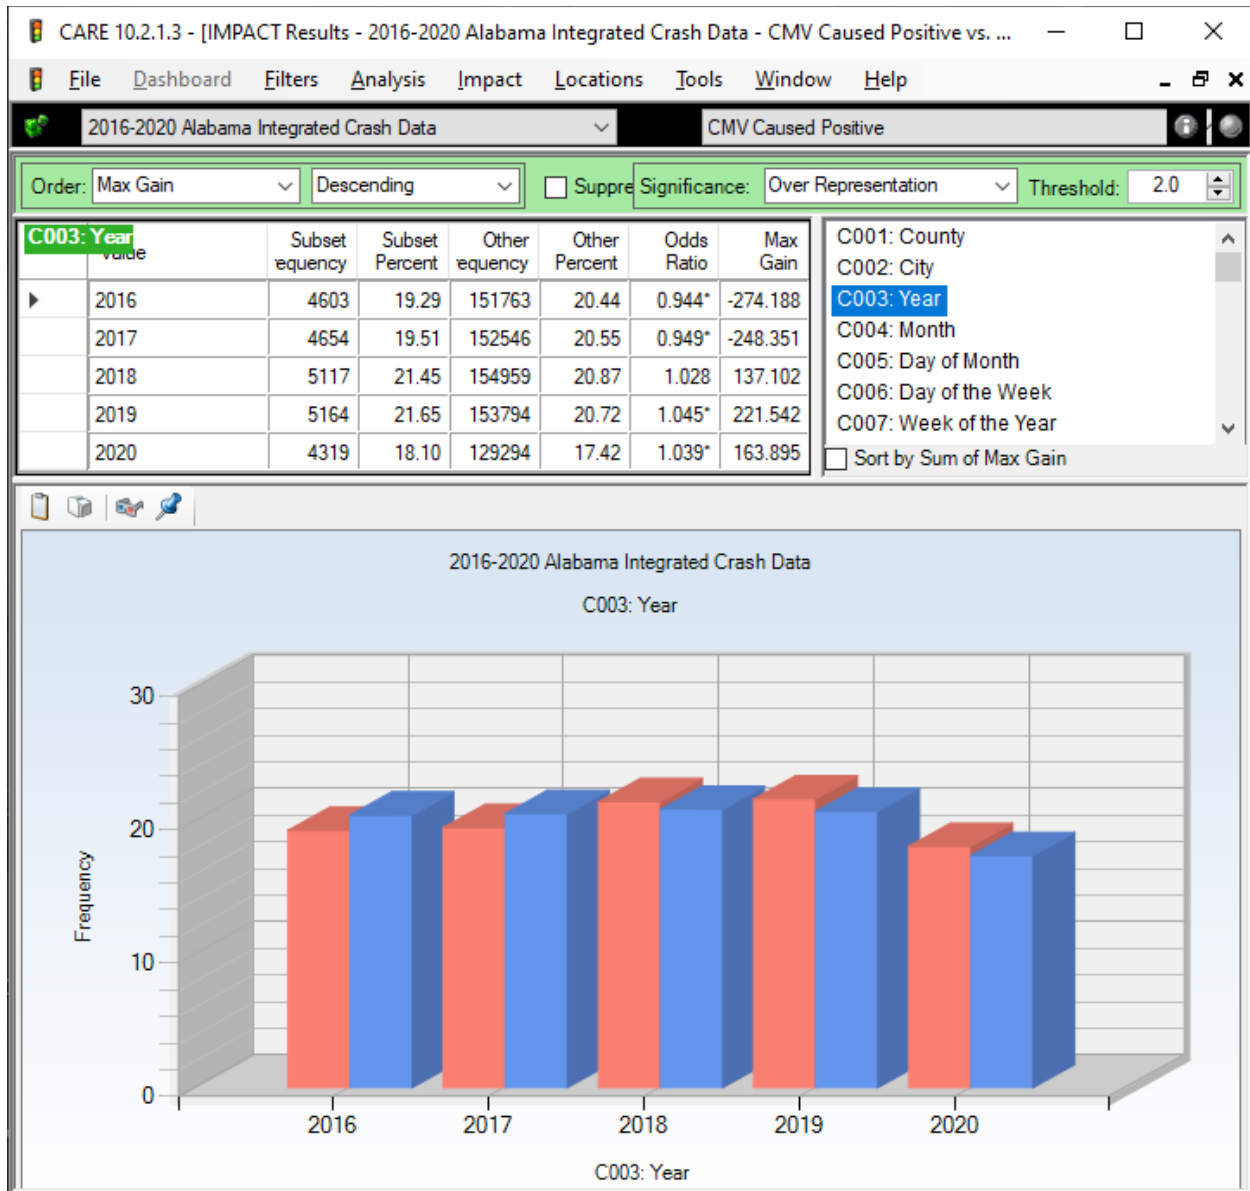 CARE 10.2.1.3 - [IMPACT Results - 2016-2020 Alabama Integrated Crash Data - CMV Caused Positive vs. ...
File Dashboard Filters Analysis Impact Locations Tools Window Help
2016-2020 Alabama Integrated Crash Data CMV Caused Positive
Order: Max Gain Descending Suppre Significance: Over Representation Threshold: 2.0
C003: Year
Subset equency Subset Percent Other equency Other Percent Odds Ratio Max Gain
2016 4603 19.29 151763 20.44 0.944* -274.188
2017 4654 19.51 152546 20.55 0.949* -248.351
2018 5117 21.45 154959 20.87 1.028 137.102
2019 5164 21.65 153794 20.72 1.045* 221.542
2020 4319 18.10 129294 17.42 1.039* 163.895
C001: County
C002: City
C003: Year
C004: Month
C005: Day of Month
C006: Day of the Week
C007: Week of the Year
Sort by Sum of Max Gain
2016-2020 Alabama Integrated Crash Data
C003: Year
Frequency
30
20
10
0
2016 2017 2018 2019 2020
C003: Year